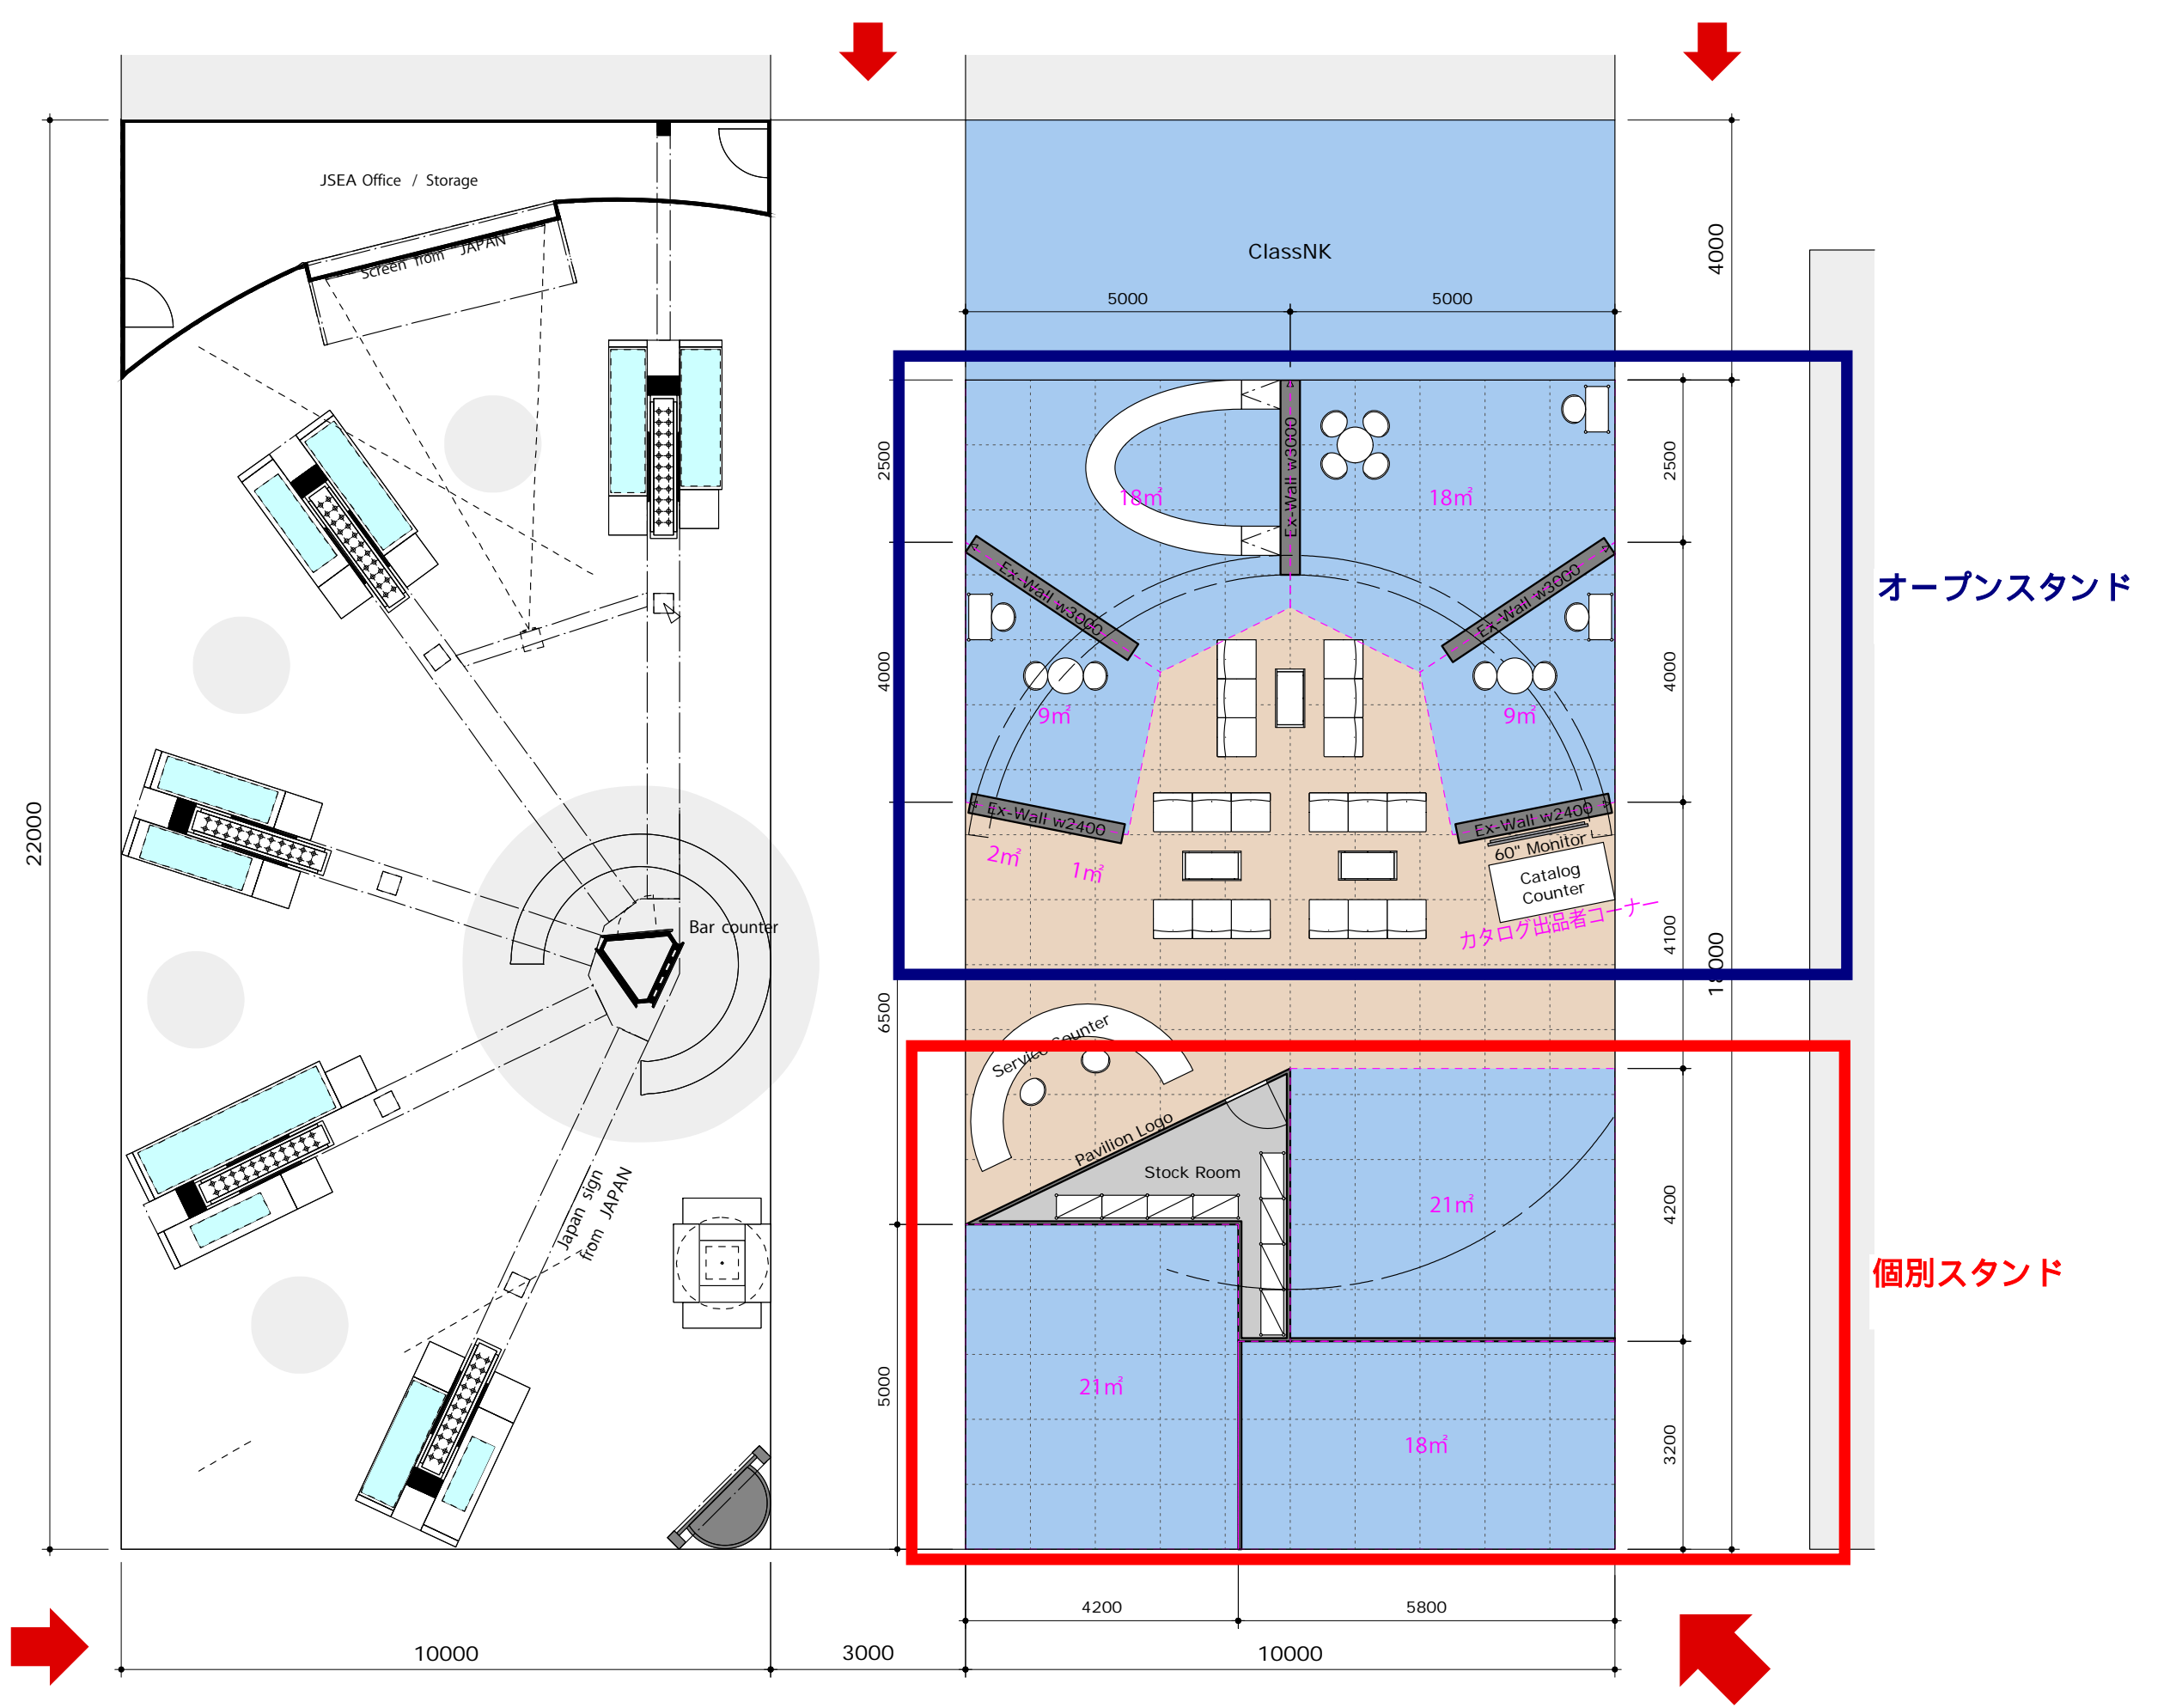 JSEA Office / Storage
Screen from JAPAN
22000
Bar counter
Japan sign
from JAPAN
10000
3000
ClassNK
5000
5000
4000
2500
2500
Ex-Wall w3000
18㎡
18㎡
Ex-Wall w3000
Ex-Wall w3000
オープンスタンド
4000
4000
9㎡
9㎡
Ex-Wall w2400
Ex-Wall w2400
60" Monitor
2㎡
1㎡
Catalog
Counter
カタログ出品者コーナー
4100
6500
Service Counter
Pavilion Logo
Stock Room
21㎡
4200
個別スタンド
21㎡
5000
18㎡
3200
4200
5800
10000